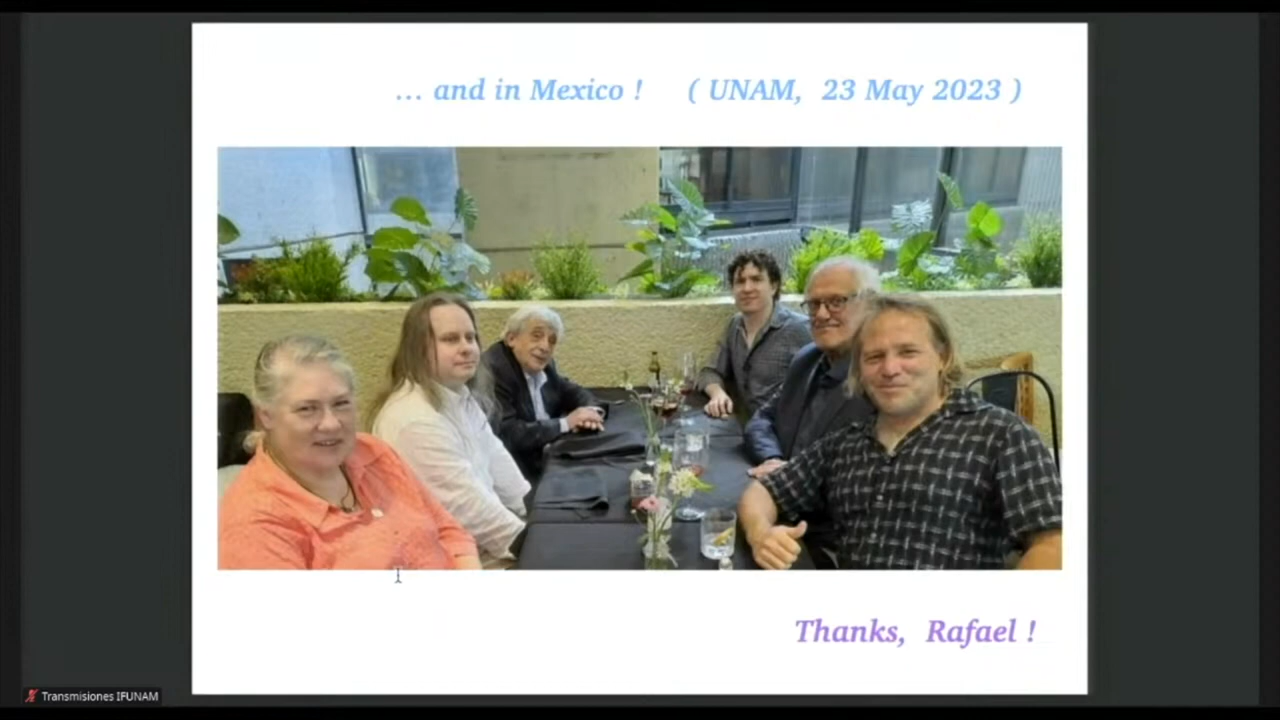 ... and in Mexico ! ( UNAM, 23 May 2023 )
Thanks, Rafael !
Transmisiones IFUNAM